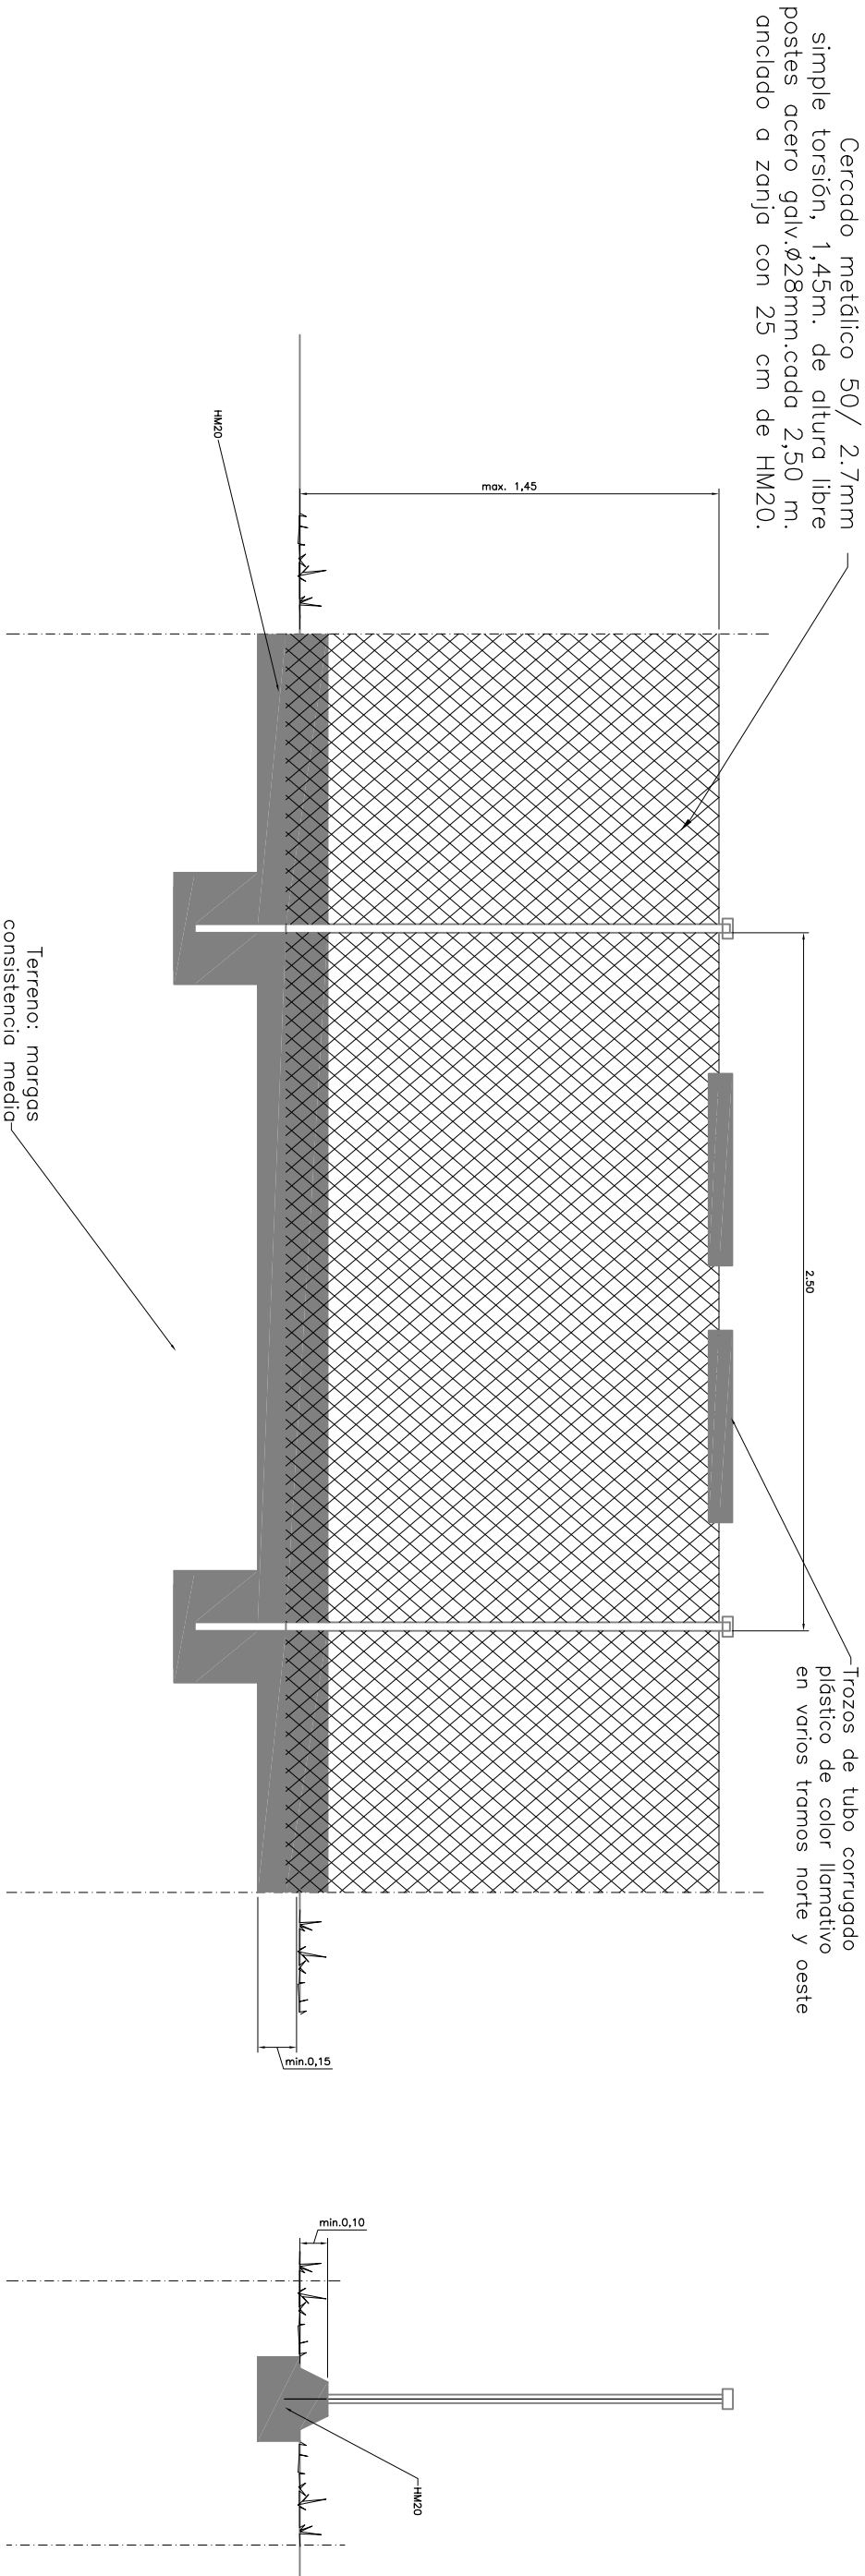 Cercado metálico 50/ 2.7mm
simple torsión, 1,45m. de altura libre
postes acero galv.Ø28mm.cada 2,50 m.
anclado a zanja con 25 cm de HM20.
HM20
max. 1,45
Terreno: margas
consistencia media
2.50
Trozos de tubo corrugado
plástico de color llamativo
en varios tramos norte y oeste
min.0,15
min.0,10
HM20